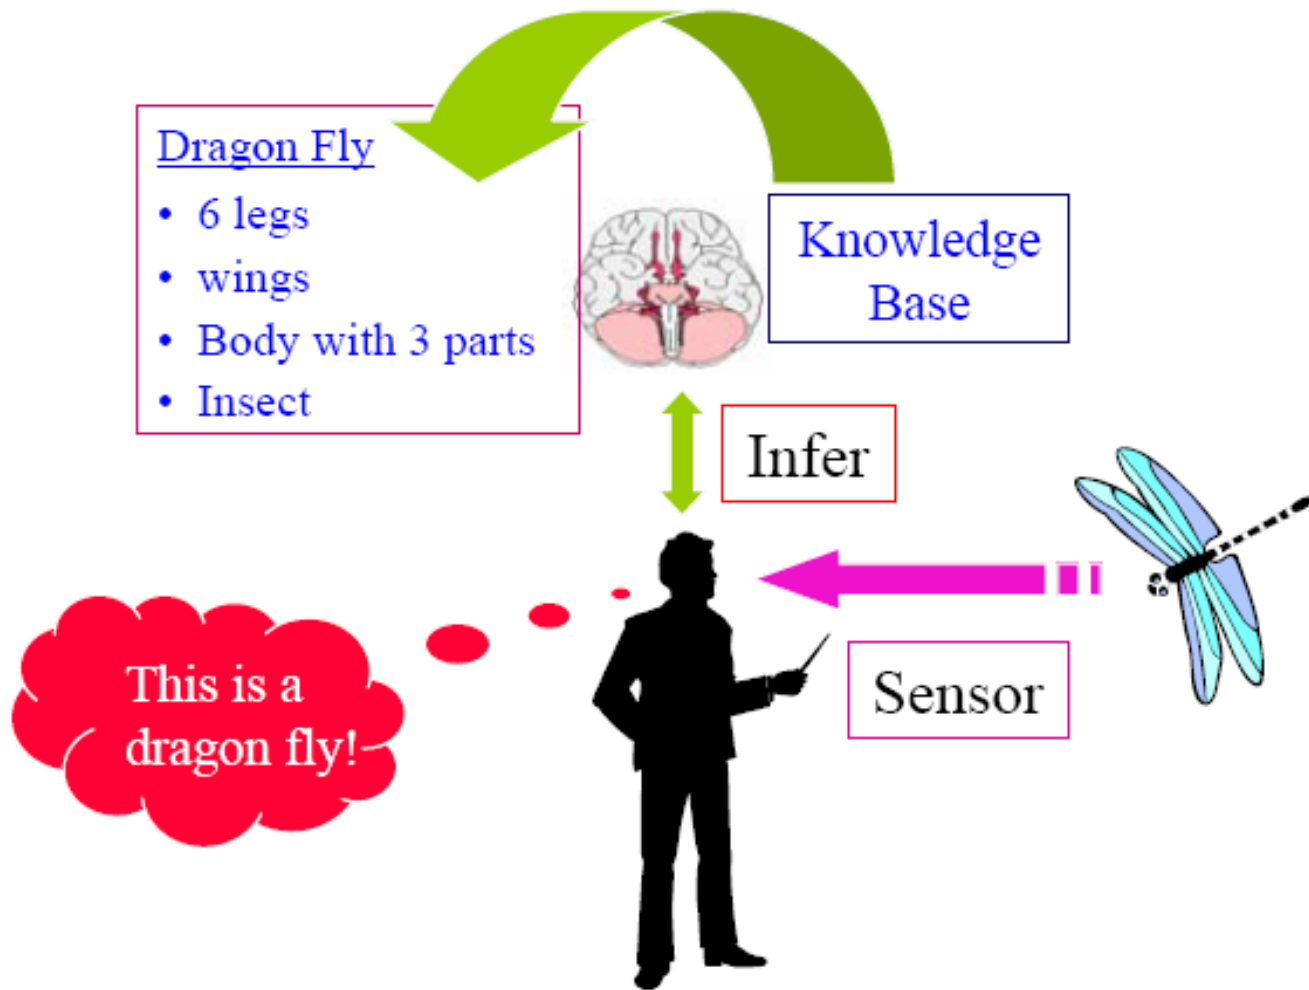 Dragon Fly
• 6 legs
• wings
• Body with 3 parts
• Insect
Knowledge
Base
Infer
Sensor
This is a
dragon fly!